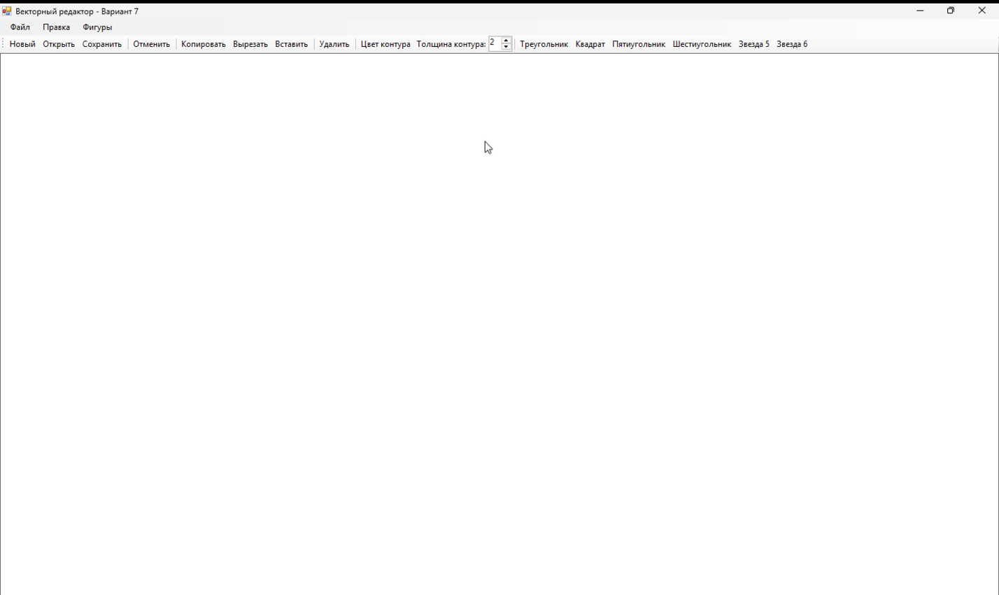 Векторный редактор - Вариант 7
Файл Правка Фигуры
Новый Открыть Сохранить Отменить Копировать Вырезать Вставить Удалить Цвет контура Толщина контура: 2 Треугольник Квадрат Пятиугольник Шестиугольник Звезда 5 Звезда 6